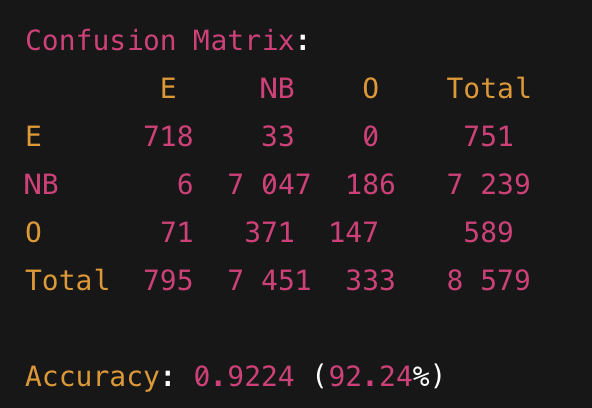 Confusion Matrix:
E NB O Total
E 718 33 0 751
NB 6 7 047 186 7 239
O 71 371 147 589
Total 795 7 451 333 8 579
Accuracy: 0.9224 (92.24%)